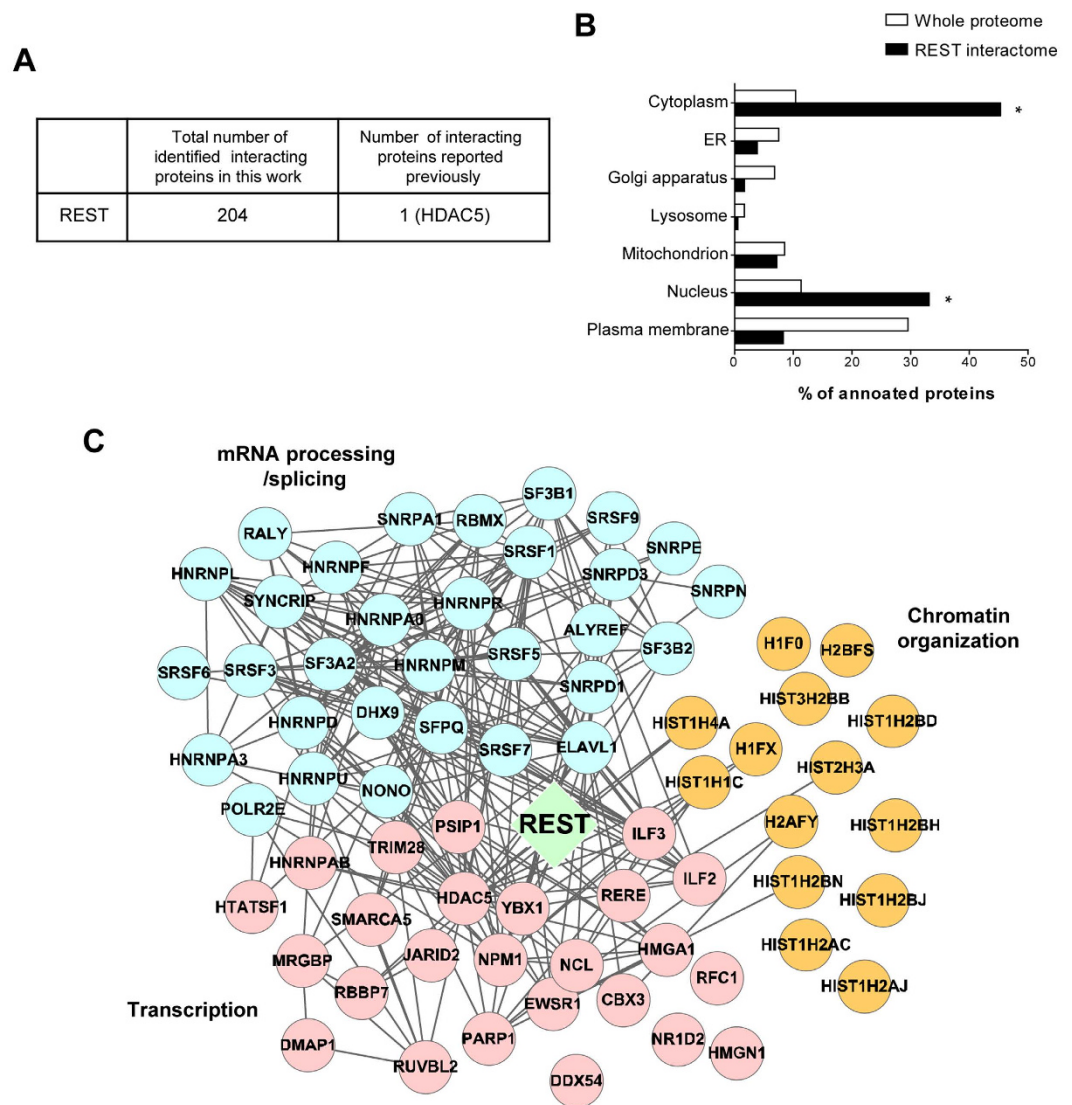 A
Total number of
identified interacting
proteins in this work
Number of interacting
proteins reported
previously
REST
204
1 (HDAC5)
B
Whole proteome
REST interactome
Cytoplasm
*
ER
Golgi apparatus
Lysosome
Mitochondrion
Nucleus
*
Plasma membrane
0 10 20 30 40 50
% of annoated proteins
C
mRNA processing
/splicing
Chromatin
organization
Transcription
SF3B1
SNRPA1
RBMX
SRSF9
RALY
SRSF1
SNRPE
HNRNPL
HNRNPF
SNRPD3
SNRPN
SYNCRIP
HNRNPA0
HNRNPR
ALYREF
SF3B2
SRSF6
SRSF3
SF3A2
HNRNPM
SRSF5
SNRPD1
HNRNPD
DHX9
SFPQ
SRSF7
ELAVL1
HNRNPA3
HNRNPU
NONO
POLR2E
H1F0
H2BFS
HIST3H2BB
HIST1H4A
HIST1H2BD
H1FX
HIST2H3A
HIST1H1C
H2AFY
HIST1H2BH
HIST1H2BN
HIST1H2BJ
HIST1H2AC
HIST1H2AJ
REST
PSIP1
ILF3
TRIM28
HNRNPAB
ILF2
HDAC5
YBX1
RERE
HTATSF1
SMARCA5
MRGBP
JARID2
NPM1
NCL
HMGA1
RFC1
RBBP7
EWSR1
CBX3
DMAP1
PARP1
NR1D2
HMGN1
RUVBL2
DDX54